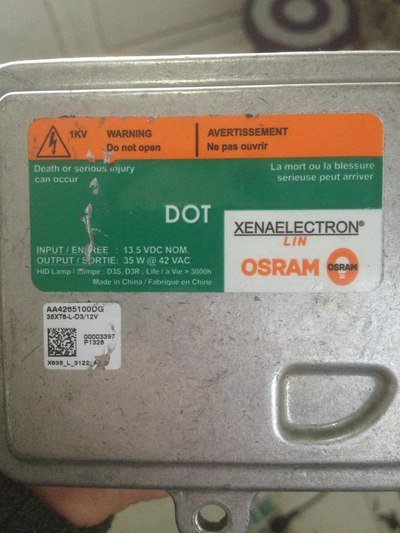 1KV
WARNING
Do not open
AVERTISSEMENT
Ne pas ouvrir
Death or serious injury
can occur
La mort ou la blessure
serieuse peut arriver
DOT
XENAELECTRON®
LIN
OSRAM OSRAM
INPUT / ENTRÉE : 13.5 VDC NOM.
OUTPUT / SORTIE: 35 W @ 42 VAC
HID Lamp / Lampe : D3S, D3R ; Life / a Vie > 3000h
Made in China / Fabrique en Chine
AA4265100DG
35XT6-L-D3/12V
00003397
P1326
X635_L_3122